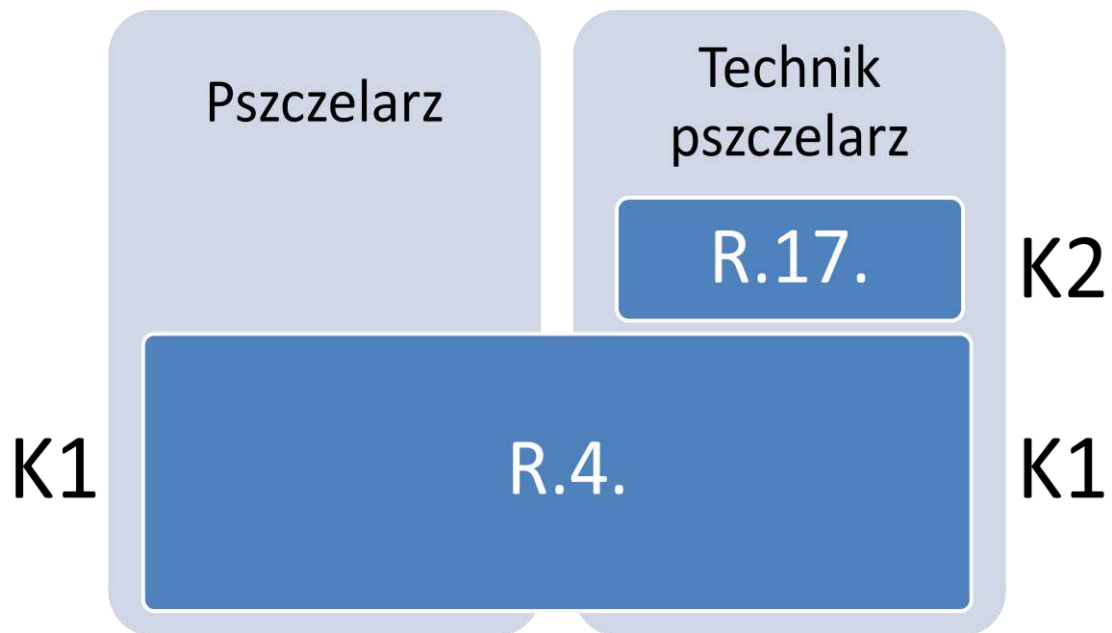 Pszczelarz
Technik
pszczelarz
R.17.
K2
K1
R.4.
K1